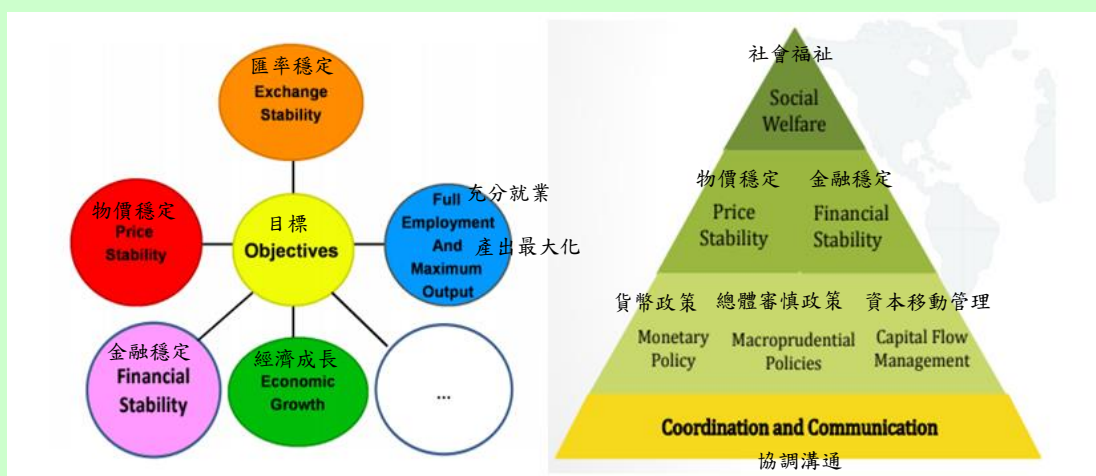 匯率穩定
Exchange
Stability
物價穩定
Price
Stability
目標
Objectives
充分就業
Full
Employment
And
產出最大化
Maximum
Output
金融穩定
Financial
Stability
經濟成長
Economic
Growth
...
社會福祉
Social
Welfare
物價穩定 金融穩定
Price Financial
Stability Stability
貨幣政策 總體審慎政策 資本移動管理
Monetary Macroprudential Capital Flow
Policy Policies Management
Coordination and Communication
協調溝通